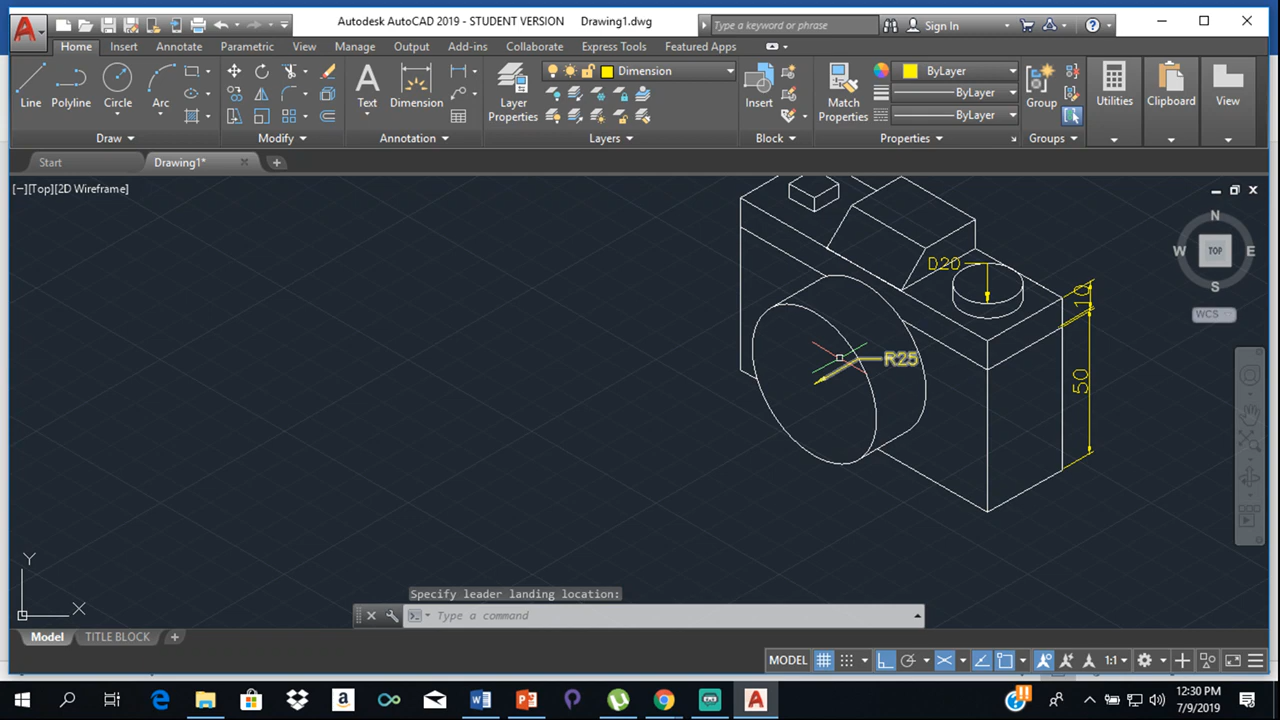 Autodesk AutoCAD 2019 - STUDENT VERSION Drawing1.dwg
Type a keyword or phrase
Sign In
Home Insert Annotate Parametric View Manage Output Add-ins Collaborate Express Tools Featured Apps
Line Polyline Circle Arc
Text Dimension
Layer Properties
Dimension
Insert
Match Properties
ByLayer
ByLayer
ByLayer
Group
Utilities
Clipboard
View
Draw Modify Annotation Layers Block Properties Groups
Start Drawing1*
[−][Top][2D Wireframe]
N
W TOP E
S
WCS
D20
10
R25
50
Y
X
Specify leader landing location:
Type a command
Model TITLE BLOCK
MODEL 1:1
12:30 PM
7/9/2019